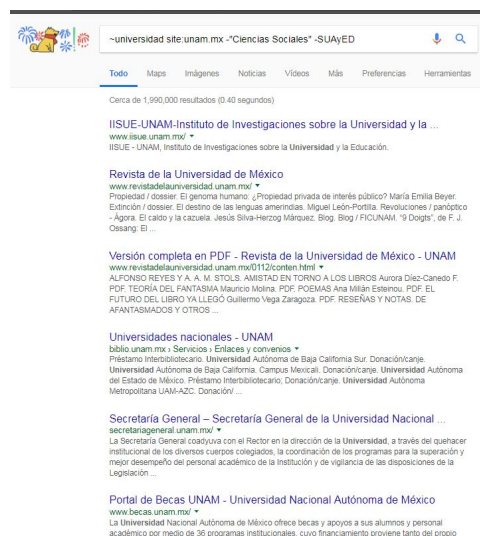 ~universidad site:unam.mx -"Ciencias Sociales" -SUAyED
Todo Maps Imágenes Noticias Vídeos Más Preferencias Herramientas
Cerca de 1,990,000 resultados (0.40 segundos)
IISUE-UNAM-Instituto de Investigaciones sobre la Universidad y la ...
www.iisue.unam.mx/
IISUE - UNAM, Instituto de Investigaciones sobre la Universidad y la Educación.
Revista de la Universidad de México
www.revistadelauniversidad.unam.mx/
Propiedad / dossier. El genoma humano: ¿Propiedad privada de interés público? María Emilia Beyer.
Extinción / dossier. El destino de las lenguas amerindias. Miguel León-Portilla. Revoluciones / panóptico
- Ágora. El caldo y la cazuela. Jesús Silva-Herzog Márquez. Blog. Blog / FICUNAM. "9 Doigts", de F. J.
Ossang: El ...
Versión completa en PDF - Revista de la Universidad de México - UNAM
www.revistadelauniversidad.unam.mx/0112/conten.html
ALFONSO REYES Y A. A. M. STOLS. AMISTAD EN TORNO A LOS LIBROS Aurora Díez-Canedo F.
PDF. TEORÍA DEL FANTASMA Mauricio Molina. PDF. POEMAS Ana Millán Esteinou. PDF. EL
FUTURO DEL LIBRO YA LLEGÓ Guillermo Vega Zaragoza. PDF. RESEÑAS Y NOTAS. DE
AFANTASMADOS Y OTROS ...
Universidades nacionales - UNAM
biblio.unam.mx › Servicios › Enlaces y convenios
Préstamo Interbibliotecario. Universidad Autónoma de Baja California Sur. Donación/canje.
Universidad Autónoma de Baja California. Campus Mexicali. Donación/canje. Universidad Autónoma
del Estado de México. Préstamo Interbibliotecario; Donación/canje. Universidad Autónoma
Metropolitana UAM-AZC. Donación/ ...
Secretaría General – Secretaría General de la Universidad Nacional ...
secretariageneral.unam.mx/
La Secretaría General coadyuva con el Rector en la dirección de la Universidad, a través del quehacer
institucional de los diversos cuerpos colegiados, la coordinación de los programas para la superación y
mejor desempeño del personal académico de la Institución y de vigilancia de las disposiciones de la
Legislación ...
Portal de Becas UNAM - Universidad Nacional Autónoma de México
www.becas.unam.mx/
La Universidad Nacional Autónoma de México ofrece becas y apoyos a sus alumnos y personal
académico por medio de 36 programas institucionales, cuyo financiamiento proviene tanto del propio